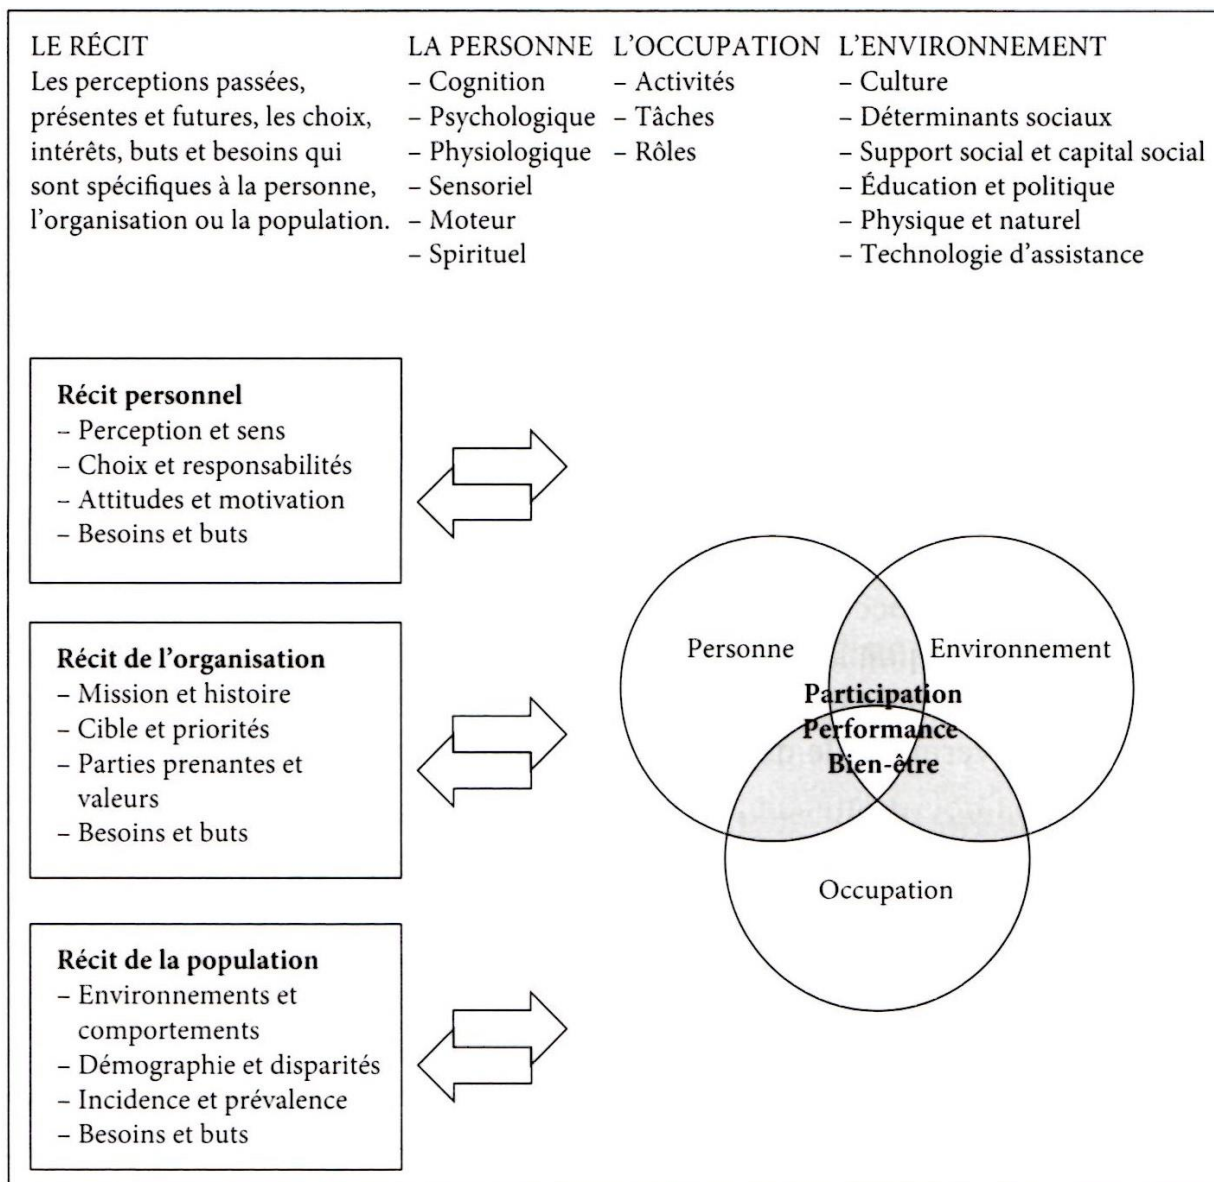 LE RÉCIT
Les perceptions passées,
présentes et futures, les choix,
intérêts, buts et besoins qui
sont spécifiques à la personne,
l’organisation ou la population.
LA PERSONNE
– Cognition
– Psychologique
– Physiologique
– Sensoriel
– Moteur
– Spirituel
L’OCCUPATION
– Activités
– Tâches
– Rôles
L’ENVIRONNEMENT
– Culture
– Déterminants sociaux
– Support social et capital social
– Éducation et politique
– Physique et naturel
– Technologie d’assistance
Récit personnel
– Perception et sens
– Choix et responsabilités
– Attitudes et motivation
– Besoins et buts
Récit de l’organisation
– Mission et histoire
– Cible et priorités
– Parties prenantes et
valeurs
– Besoins et buts
Récit de la population
– Environnements et
comportements
– Démographie et disparités
– Incidence et prévalence
– Besoins et buts
Personne
Environnement
Participation
Performance
Bien-être
Occupation